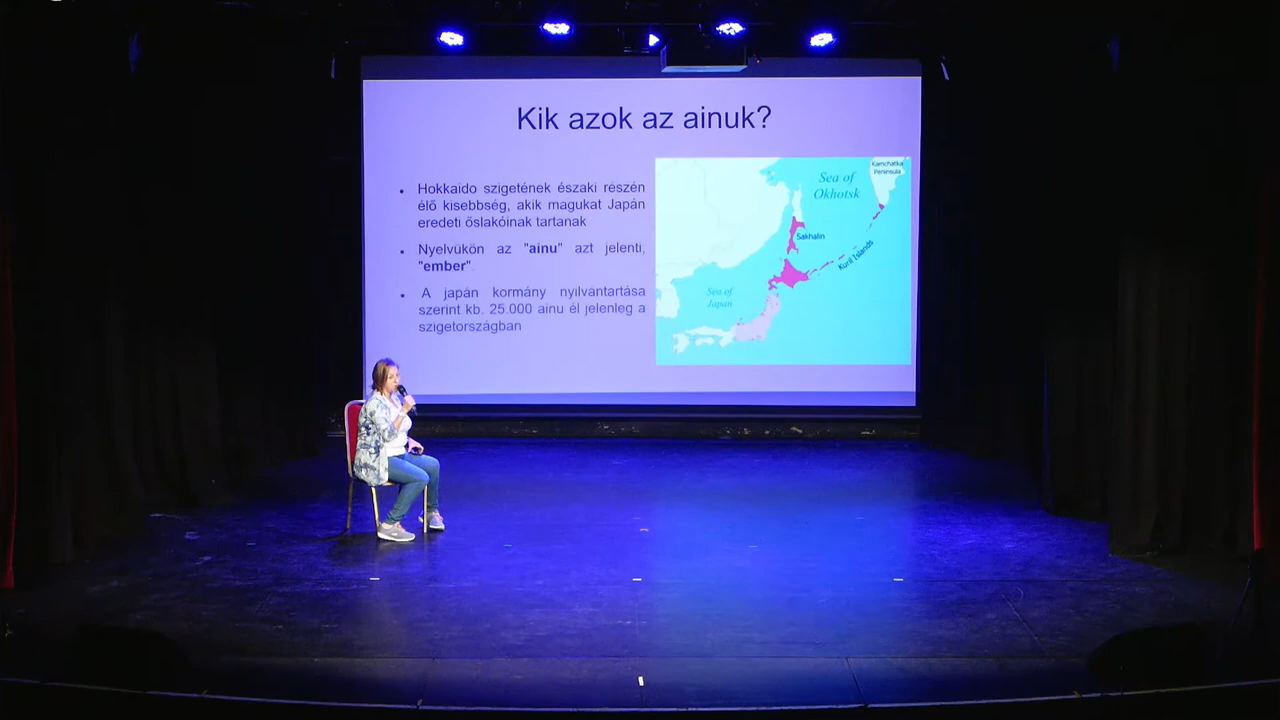 Kik azok az ainuk?
• Hokkaido szigetének északi részén
élő kisebbség, akik magukat Japán
eredeti őslakóinak tartanak
• Nyelvükön az "ainu" azt jelenti,
"ember"
• A japán kormány nyilvántartása
szerint kb. 25.000 ainu él jelenleg a
szigetországban
Kamchatka
Peninsula
Sea of
Okhotsk
Sakhalin
Kuril Islands
Sea of
Japan